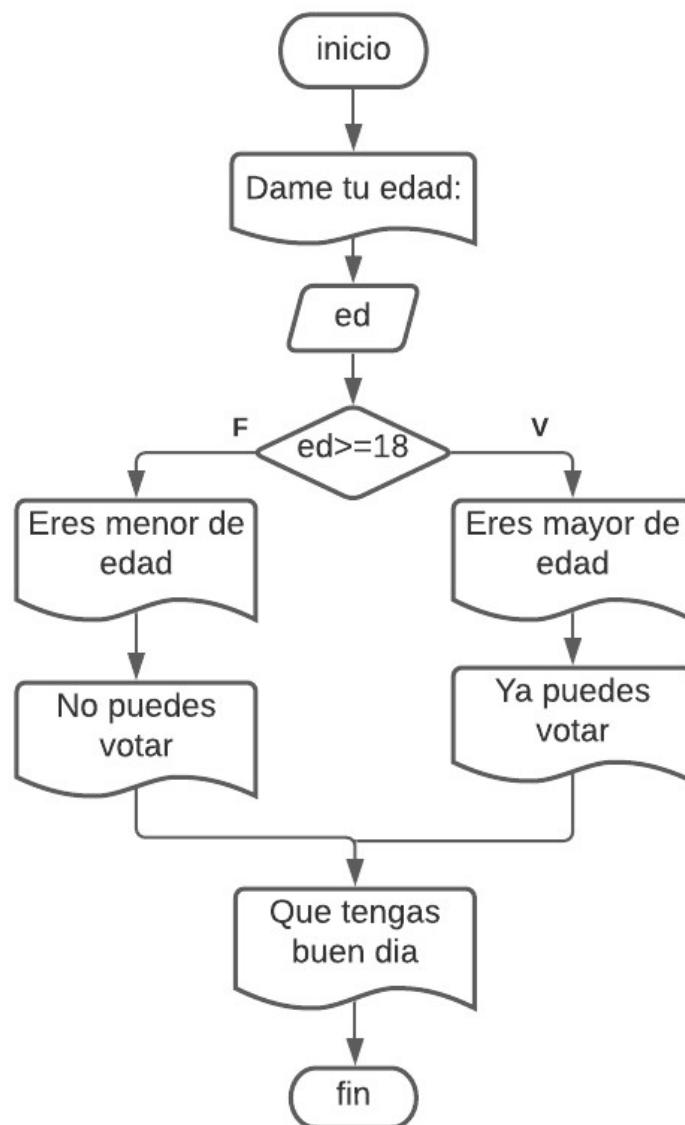 inicio
Dame tu edad:
ed
F
V
ed>=18
Eres menor de
edad
Eres mayor de
edad
No puedes
votar
Ya puedes
votar
Que tengas
buen dia
fin